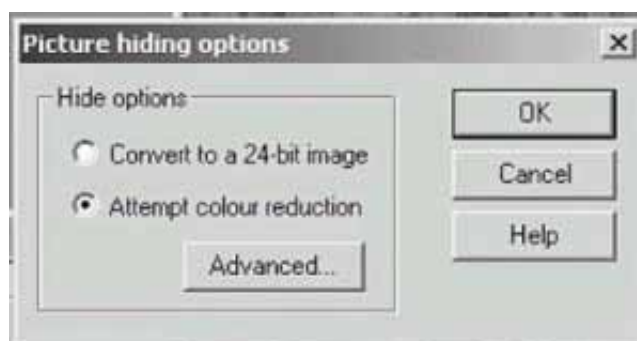 Picture hiding options
Hide options
Convert to a 24-bit image
Attempt colour reduction
Advanced...
OK
Cancel
Help